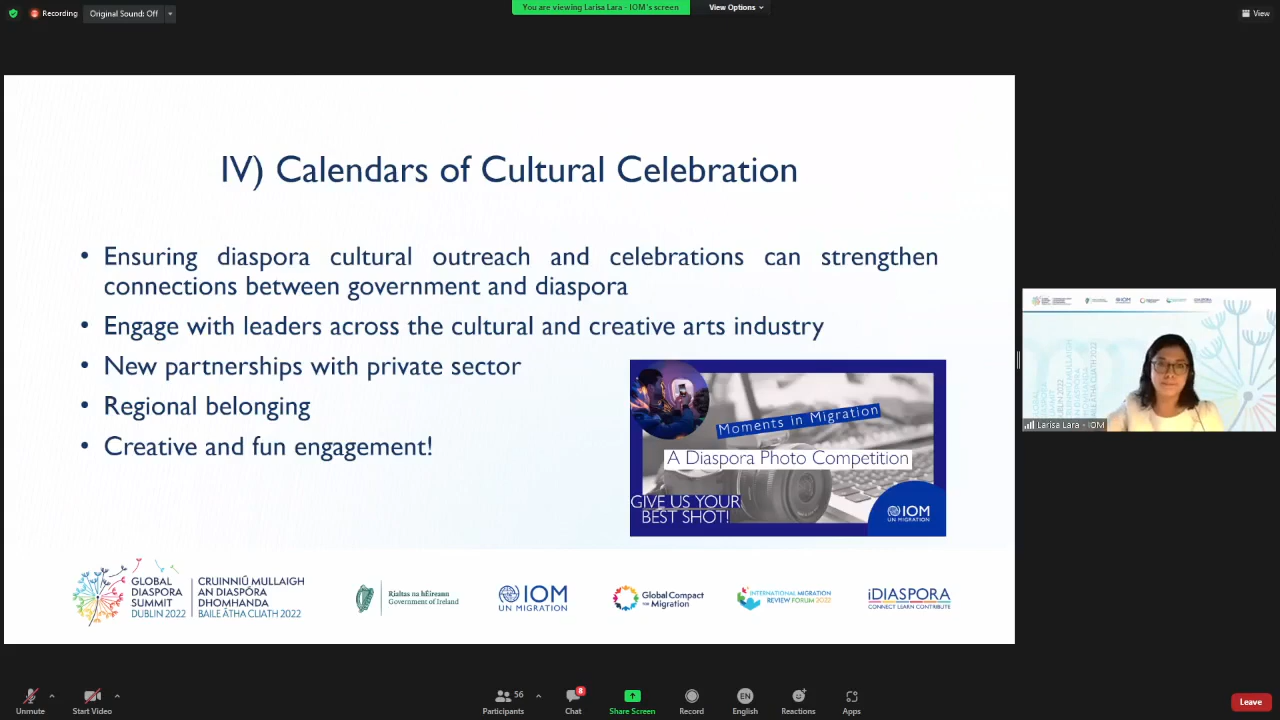 Recording
Original Sound: Off
You are viewing Larisa Lara - IOM's screen
View Options
View
IV) Calendars of Cultural Celebration
• Ensuring diaspora cultural outreach and celebrations can strengthen
connections between government and diaspora
• Engage with leaders across the cultural and creative arts industry
• New partnerships with private sector
• Regional belonging
• Creative and fun engagement!
Moments in Migration
A Diaspora Photo Competition
GIVE US YOUR
BEST SHOT!
IOM
UN MIGRATION
GLOBAL
DIASPORA
SUMMIT
DUBLIN 2022
CRUINNIÚ MULLAIGH
AN DIASPÓRA
DHOMHANDA
BAILE ÁTHA CLIATH 2022
Rialtas na hÉireann
Government of Ireland
IOM
UN MIGRATION
Global Compact
for Migration
INTERNATIONAL MIGRATION
REVIEW FORUM 2022
iDIASPORA
CONNECT LEARN CONTRIBUTE
Larisa Lara - IOM
Unmute
Start Video
56
Participants
8
Chat
Share Screen
Record
EN
English
Reactions
Apps
Leave